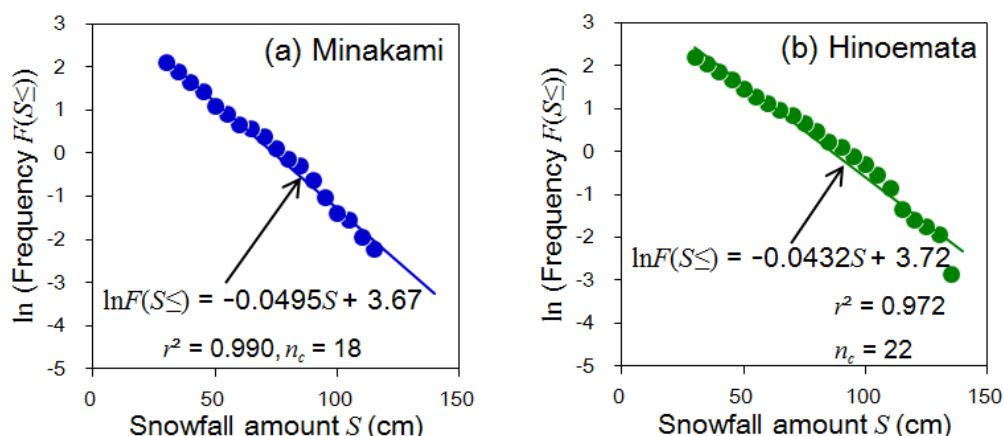 (a) Minakami
ln (Frequency F(S≤))
3
2
1
0
-1
-2
-3
-4
-5
lnF(S≤) = −0.0495S + 3.67
r² = 0.990, n_c = 18
0
50
100
150
Snowfall amount S (cm)
(b) Hinoemata
ln (Frequency F(S≤))
3
2
1
0
-1
-2
-3
-4
-5
lnF(S≤) = −0.0432S + 3.72
r² = 0.972
n_c = 22
0
50
100
150
Snowfall amount S (cm)